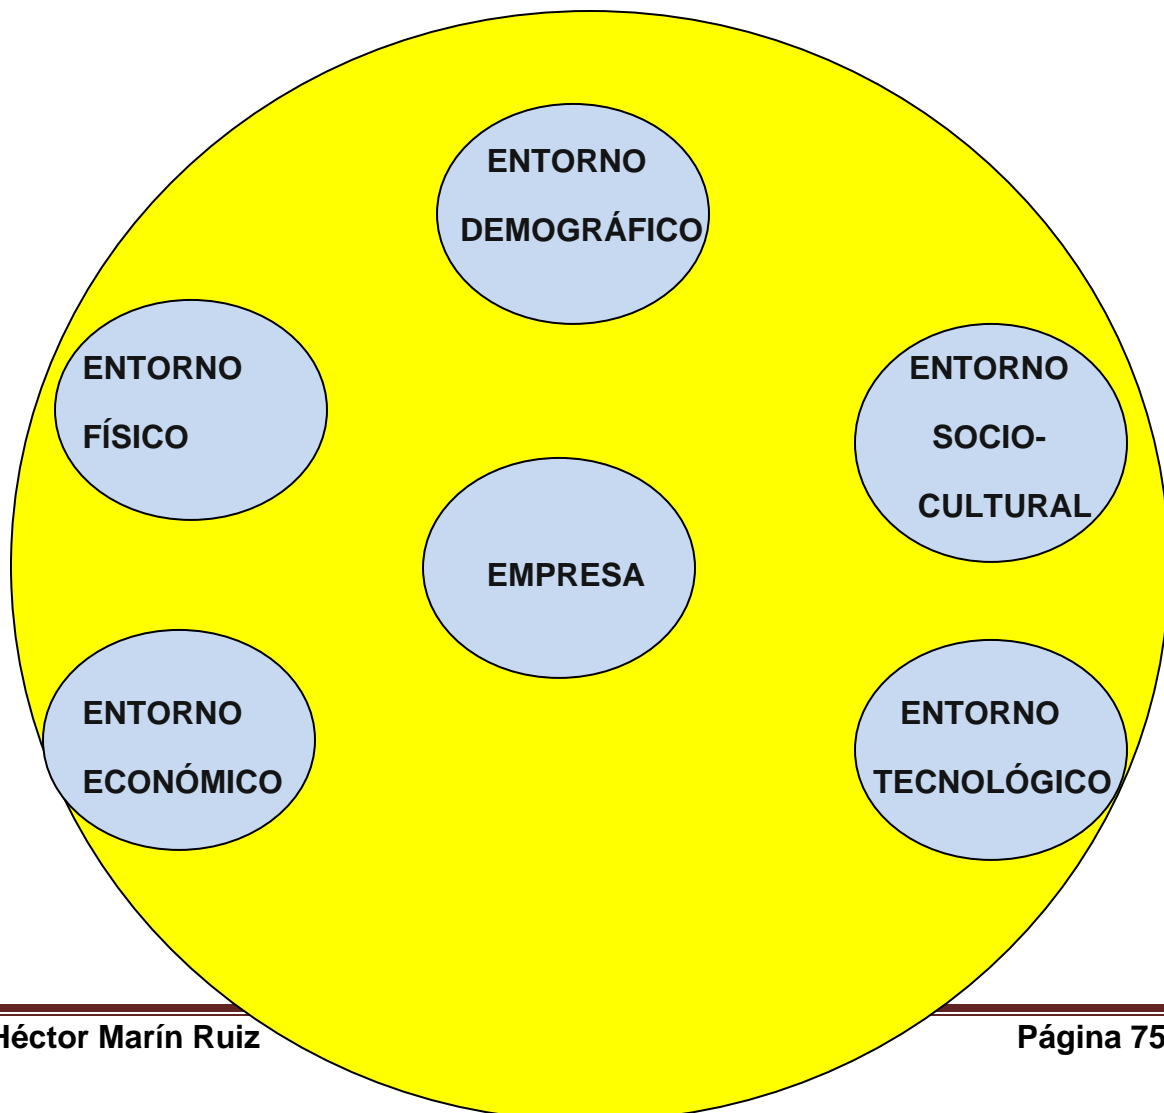 ENTORNO
DEMOGRÁFICO
ENTORNO
FÍSICO
ENTORNO
SOCIO-
CULTURAL
EMPRESA
ENTORNO
ECONÓMICO
ENTORNO
TECNOLÓGICO
Héctor Marín Ruiz
Página 75